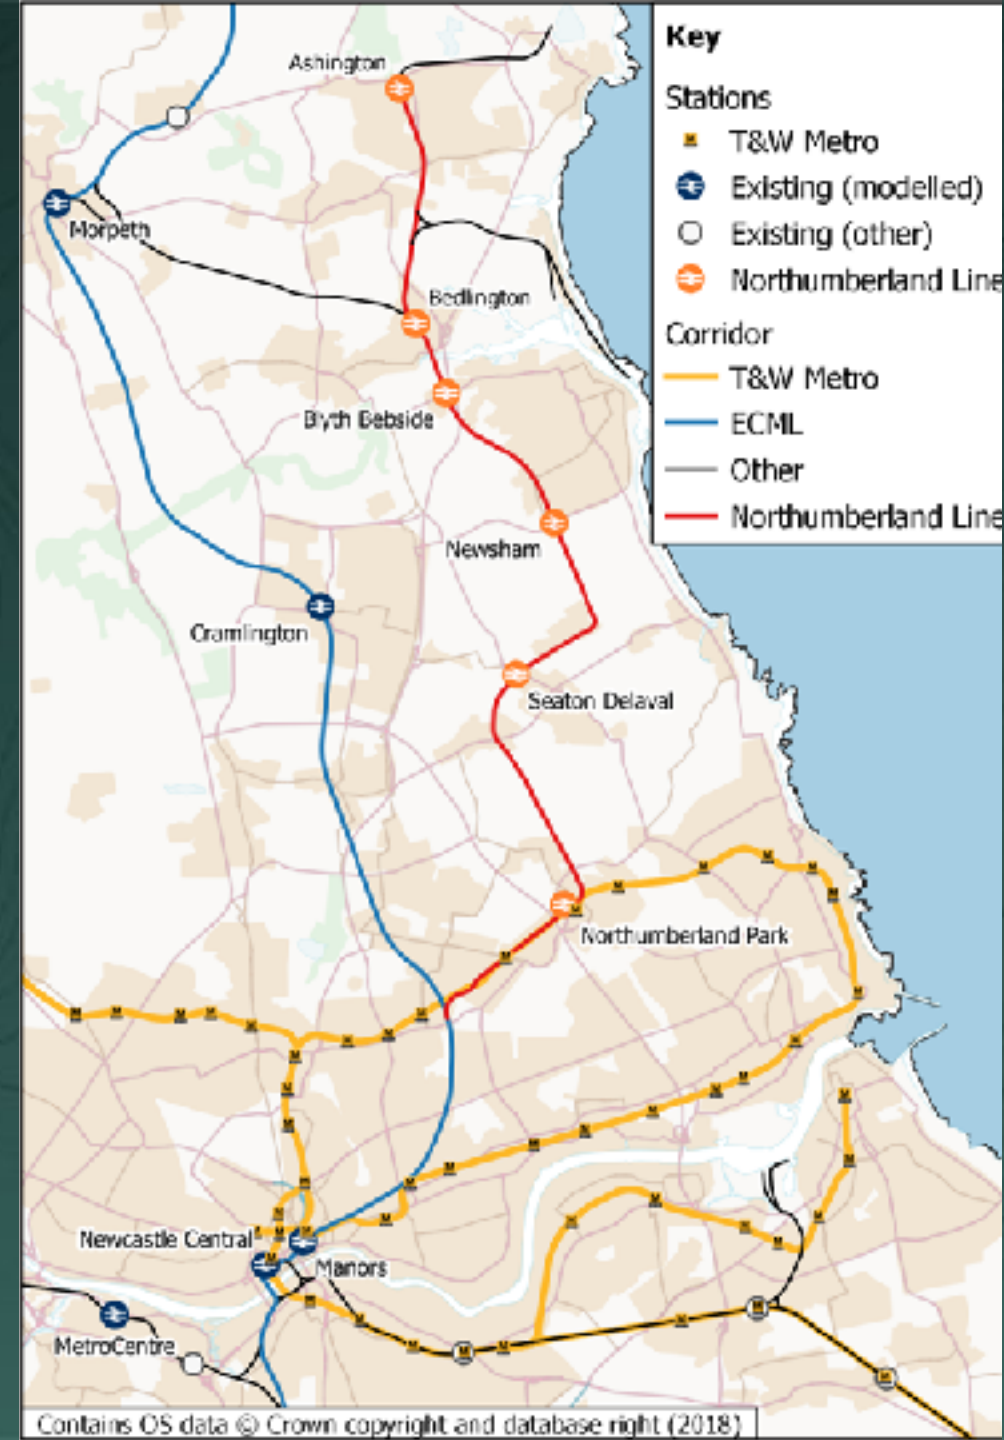 Key
Stations
T&W Metro
Existing (modelled)
Existing (other)
Northumberland Line
Corridor
T&W Metro
ECML
Other
Northumberland Line
Ashington
Morpeth
Bedlington
Blyth Bebside
Newsham
Cramlington
Seaton Delaval
Northumberland Park
Newcastle Central
Manors
MetroCentre
Contains OS data © Crown copyright and database right (2018)